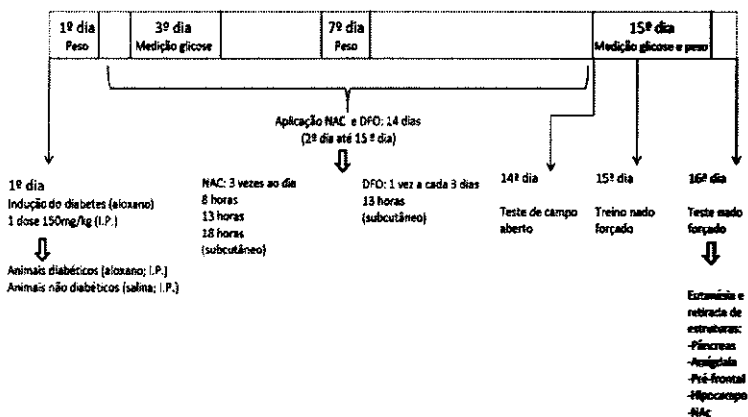 1º dia
Peso
3º dia
Medição glicose
7º dia
Peso
15º dia
Medição glicose e peso
Aplicação NAC e DFO: 14 dias
(2º dia até 15º dia)
1º dia
Indução do diabetes (aloxano)
1 dose 150mg/kg (I.P.)
Animais diabéticos (aloxano; I.P.)
Animais não diabéticos (salina; I.P.)
NAC: 3 vezes ao dia
8 horas
13 horas
18 horas
(subcutâneo)
DFO: 1 vez a cada 3 dias
13 horas
(subcutâneo)
14º dia
Teste de campo
aberto
15º dia
Treino nado
forçado
16º dia
Teste nado
forçado
Eutanásia e
retirada de
estruturas:
-Pâncreas
-Amígdala
-Pré-frontal
-Hipocampo
-NAc